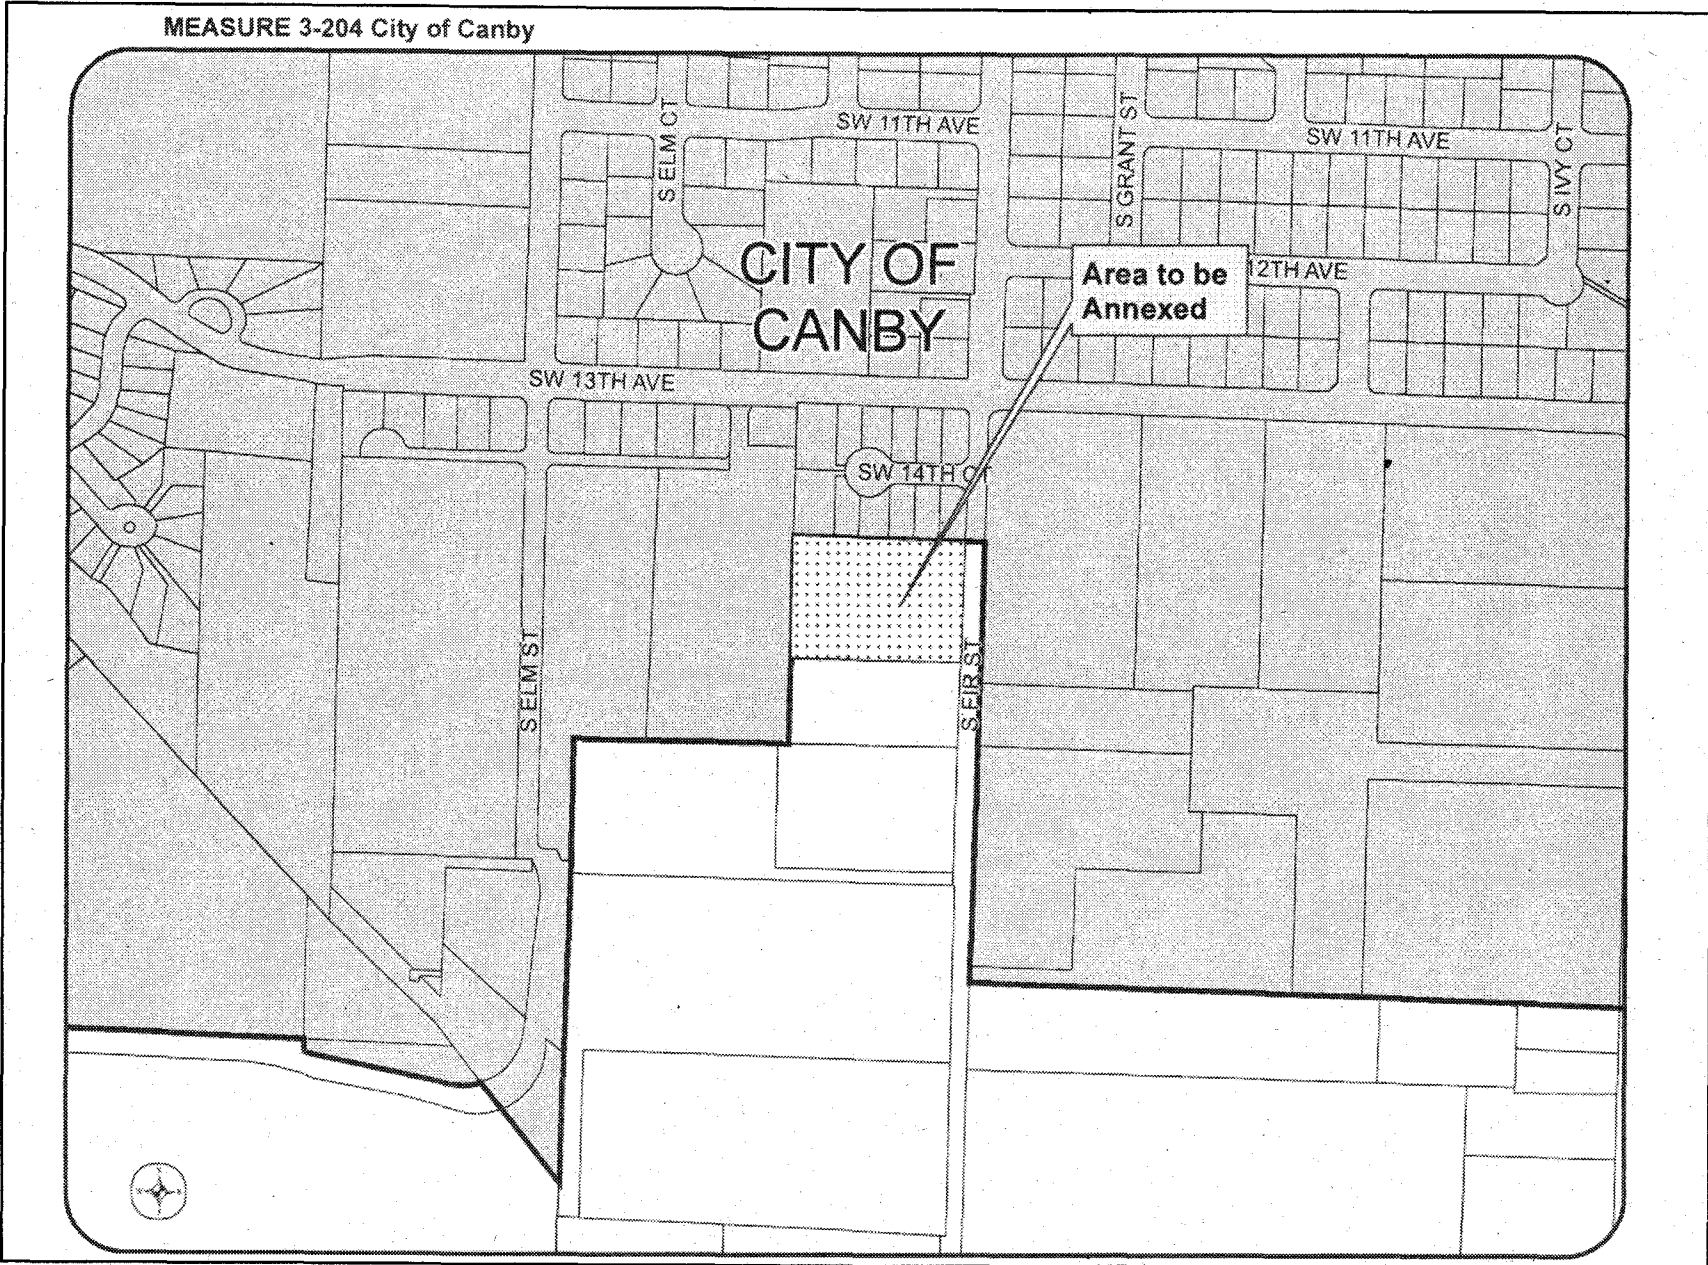 MEASURE 3-204 City of Canby
S ELM CT
SW 11TH AVE
S GRANT ST
SW 11TH AVE
S IVY CT
CITY OF
CANBY
Area to be
Annexed
12TH AVE
SW 13TH AVE
SW 14TH CT
S ELM ST
S FIR ST